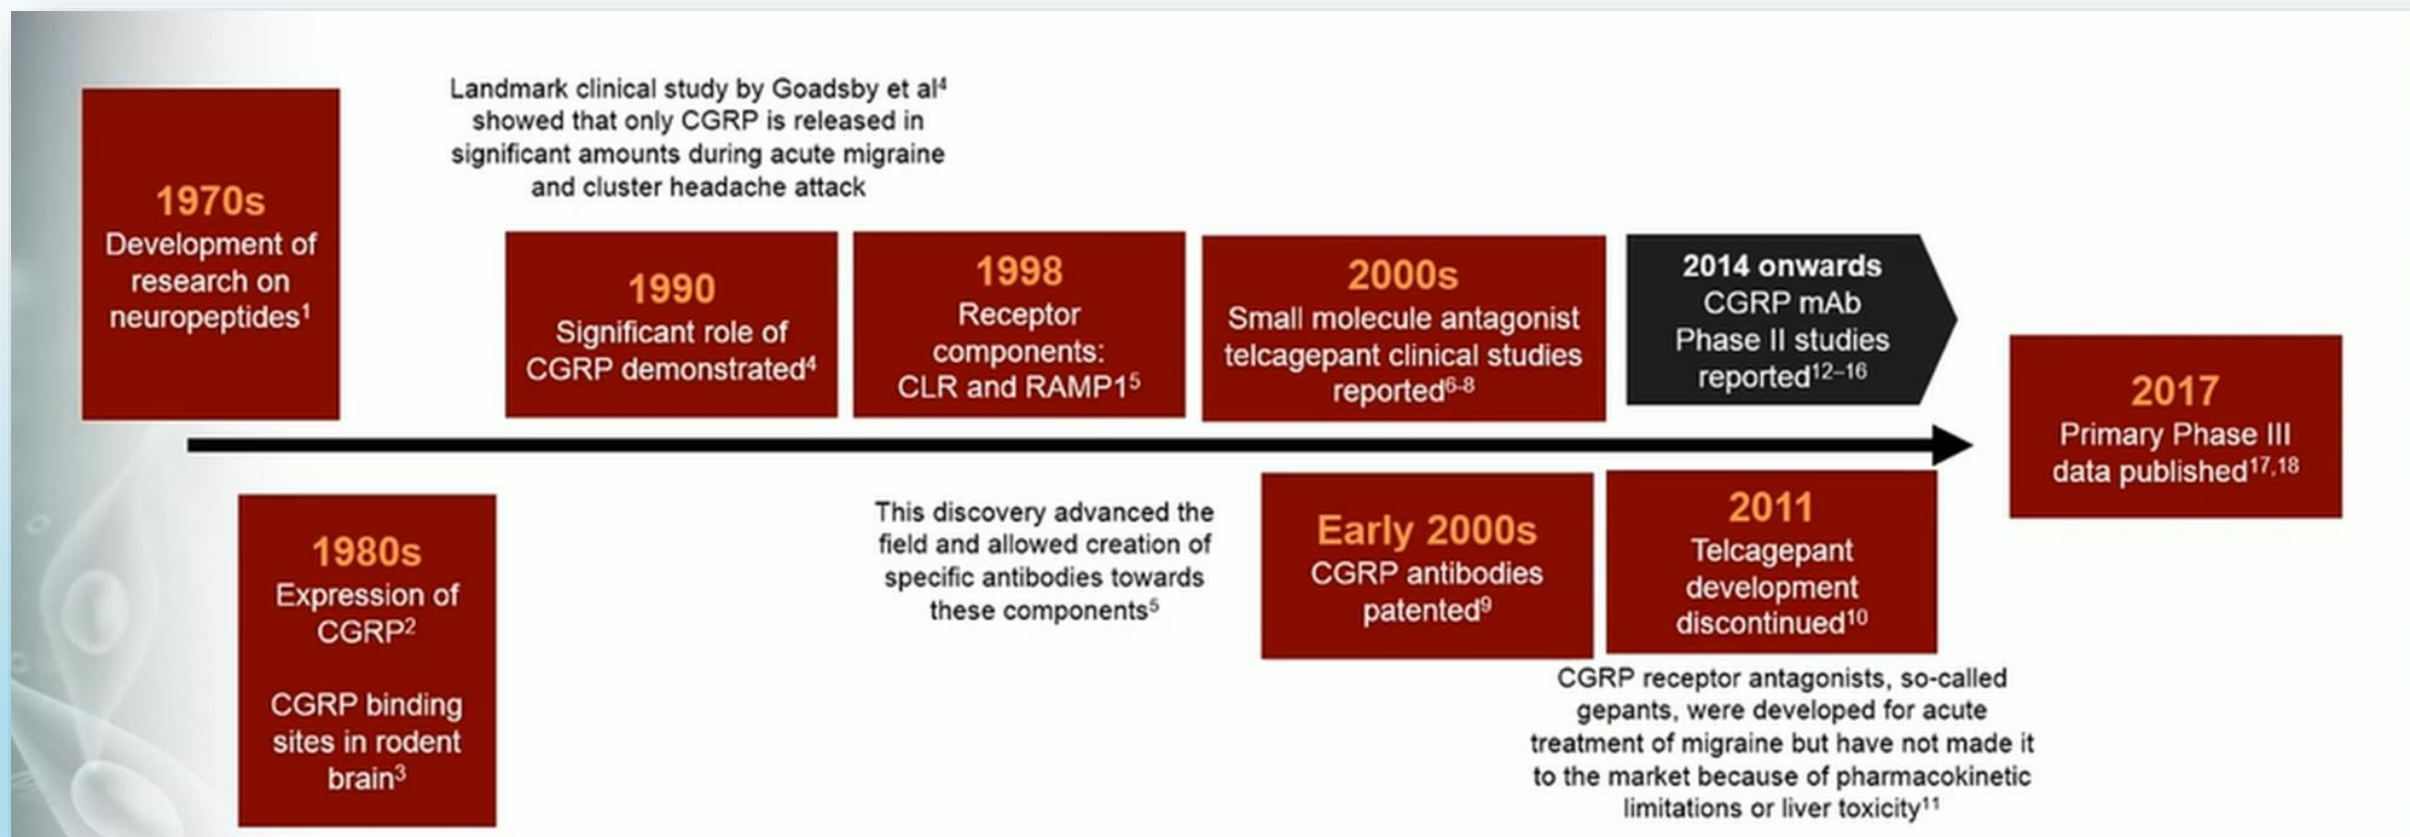 1970s
Development of
research on
neuropeptides¹
1980s
Expression of
CGRP²
CGRP binding
sites in rodent
brain³
Landmark clinical study by Goadsby et al⁴
showed that only CGRP is released in
significant amounts during acute migraine
and cluster headache attack
1990
Significant role of
CGRP demonstrated⁴
1998
Receptor
components:
CLR and RAMP1⁵
This discovery advanced the
field and allowed creation of
specific antibodies towards
these components⁵
2000s
Small molecule antagonist
telcagepant clinical studies
reported⁶⁻⁸
Early 2000s
CGRP antibodies
patented⁹
2011
Telcagepant
development
discontinued¹⁰
CGRP receptor antagonists, so-called
gepants, were developed for acute
treatment of migraine but have not made it
to the market because of pharmacokinetic
limitations or liver toxicity¹¹
2014 onwards
CGRP mAb
Phase II studies
reported¹²⁻¹⁶
2017
Primary Phase III
data published¹⁷,¹⁸